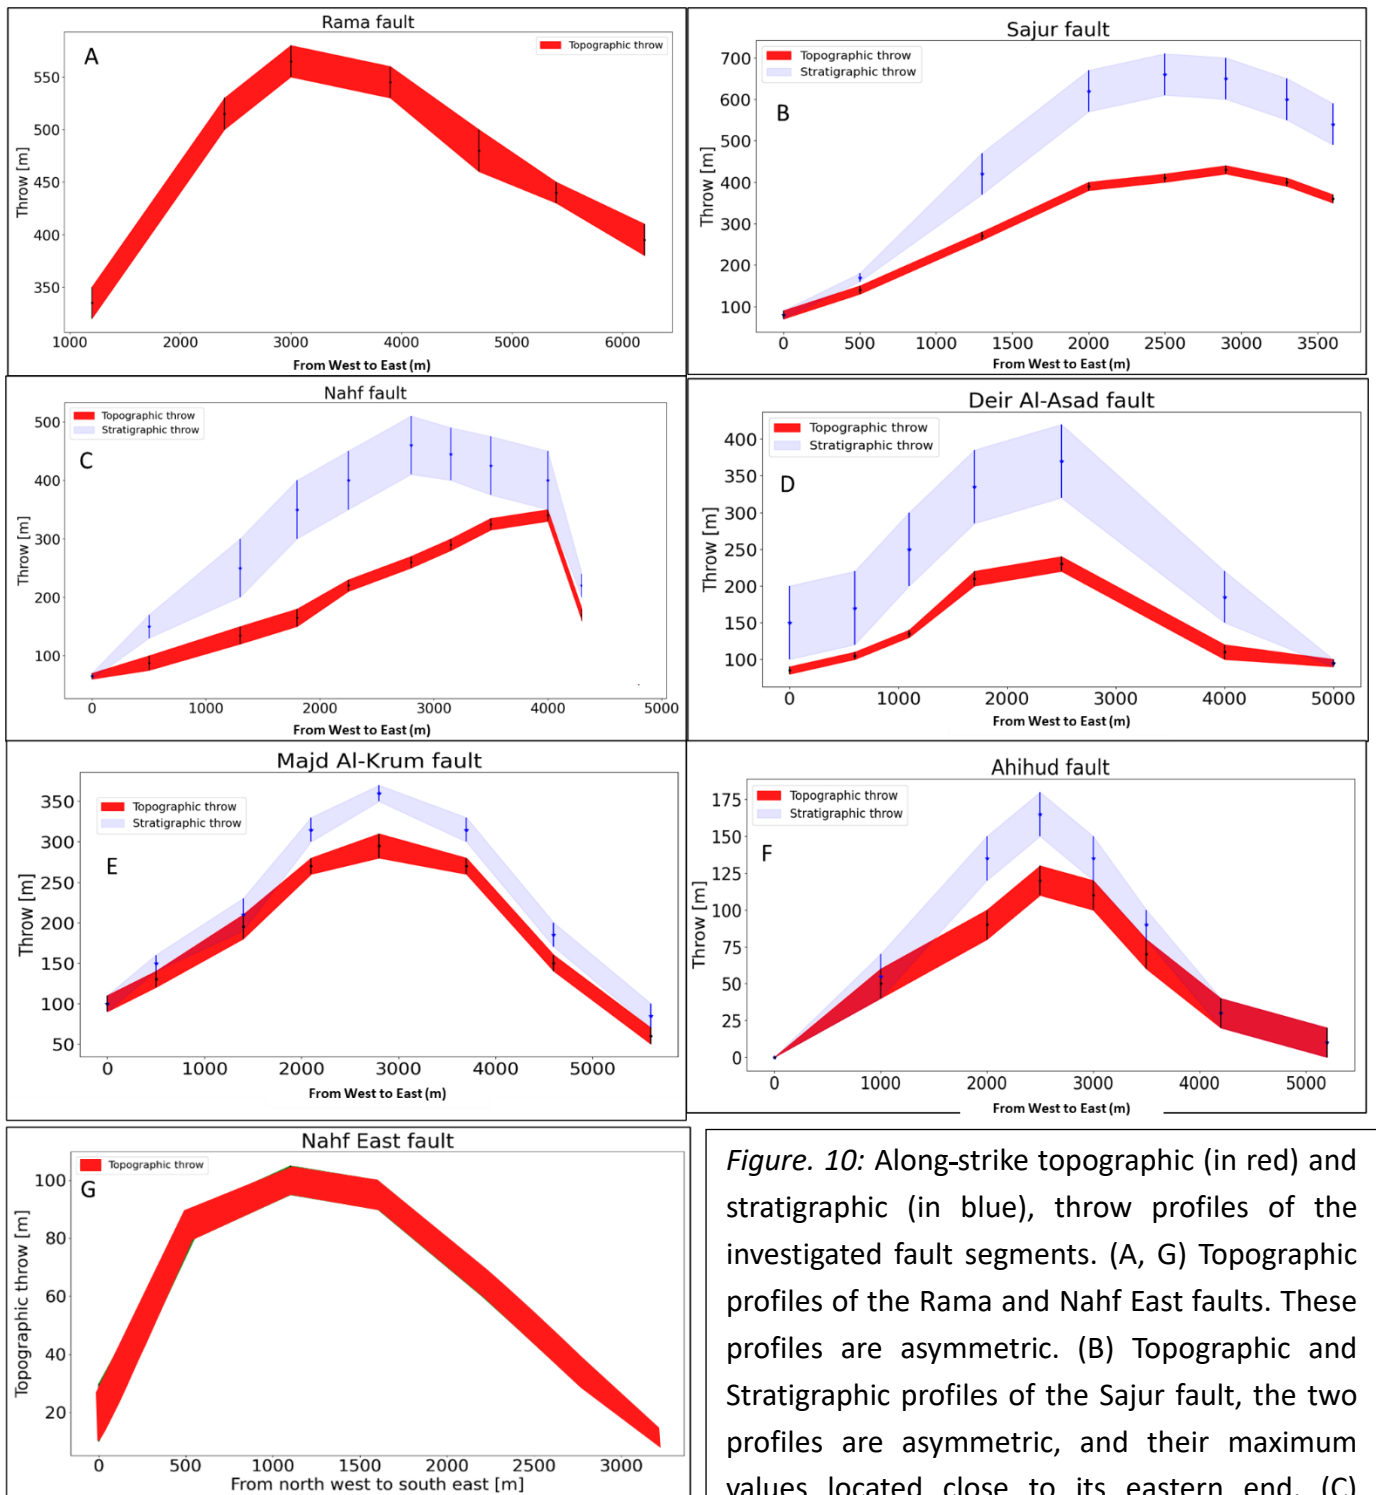 Rama fault
Topographic throw
A
Throw [m]
550
500
450
400
350
1000 2000 3000 4000 5000 6000
From West to East (m)
Sajur fault
Topographic throw
Stratigraphic throw
B
Throw [m]
700
600
500
400
300
200
100
0 500 1000 1500 2000 2500 3000 3500
From West to East (m)
Nahf fault
Topographic throw
Stratigraphic throw
C
Throw [m]
500
400
300
200
100
0 1000 2000 3000 4000 5000
From West to East (m)
Deir Al-Asad fault
Topographic throw
Stratigraphic throw
D
Throw [m]
400
350
300
250
200
150
100
0 1000 2000 3000 4000 5000
From West to East (m)
Majd Al-Krum fault
Topographic throw
Stratigraphic throw
E
Throw [m]
350
300
250
200
150
100
50
0 1000 2000 3000 4000 5000
From West to East (m)
Ahihud fault
Topographic throw
Stratigraphic throw
F
Throw [m]
175
150
125
100
75
50
25
0
0 1000 2000 3000 4000 5000
From West to East (m)
Nahf East fault
Topographic throw
G
Topographic throw [m]
100
80
60
40
20
0 500 1000 1500 2000 2500 3000
From north west to south east [m]
Figure. 10: Along-strike topographic (in red) and
stratigraphic (in blue), throw profiles of the
investigated fault segments. (A, G) Topographic
profiles of the Rama and Nahf East faults. These
profiles are asymmetric. (B) Topographic and
Stratigraphic profiles of the Sajur fault, the two
profiles are asymmetric, and their maximum
values located close to its eastern end. (C)